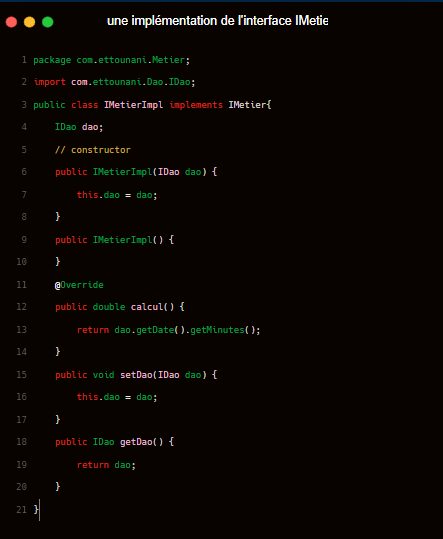 une implémentation de l'interface IMetie
1 package com.ettounani.Metier;
2 import com.ettounani.Dao.IDao;
3 public class IMetierImpl implements IMetier{
4 IDao dao;
5 // constructor
6 public IMetierImpl(IDao dao) {
7 this.dao = dao;
8 }
9 public IMetierImpl() {
10 }
11 @Override
12 public double calcul() {
13 return dao.getDate().getMinutes();
14 }
15 public void setDao(IDao dao) {
16 this.dao = dao;
17 }
18 public IDao getDao() {
19 return dao;
20 }
21 }